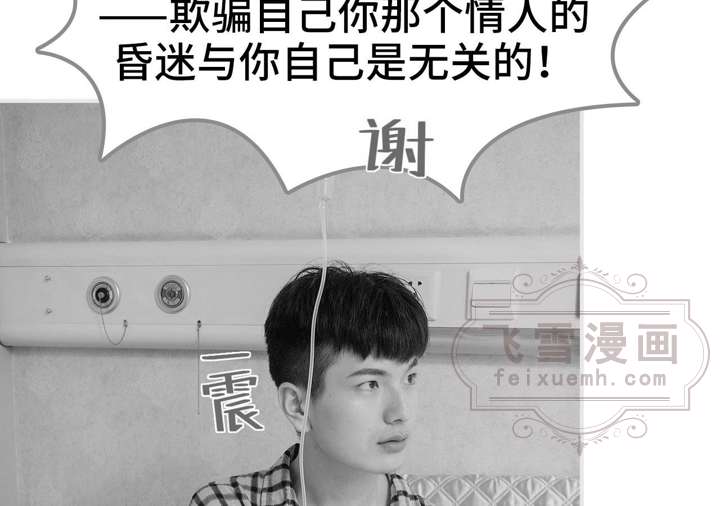 ——欺骗自己你那个情人的
昏迷与你自己是无关的！
谢
一震
飞雪漫画
feixuemh.com